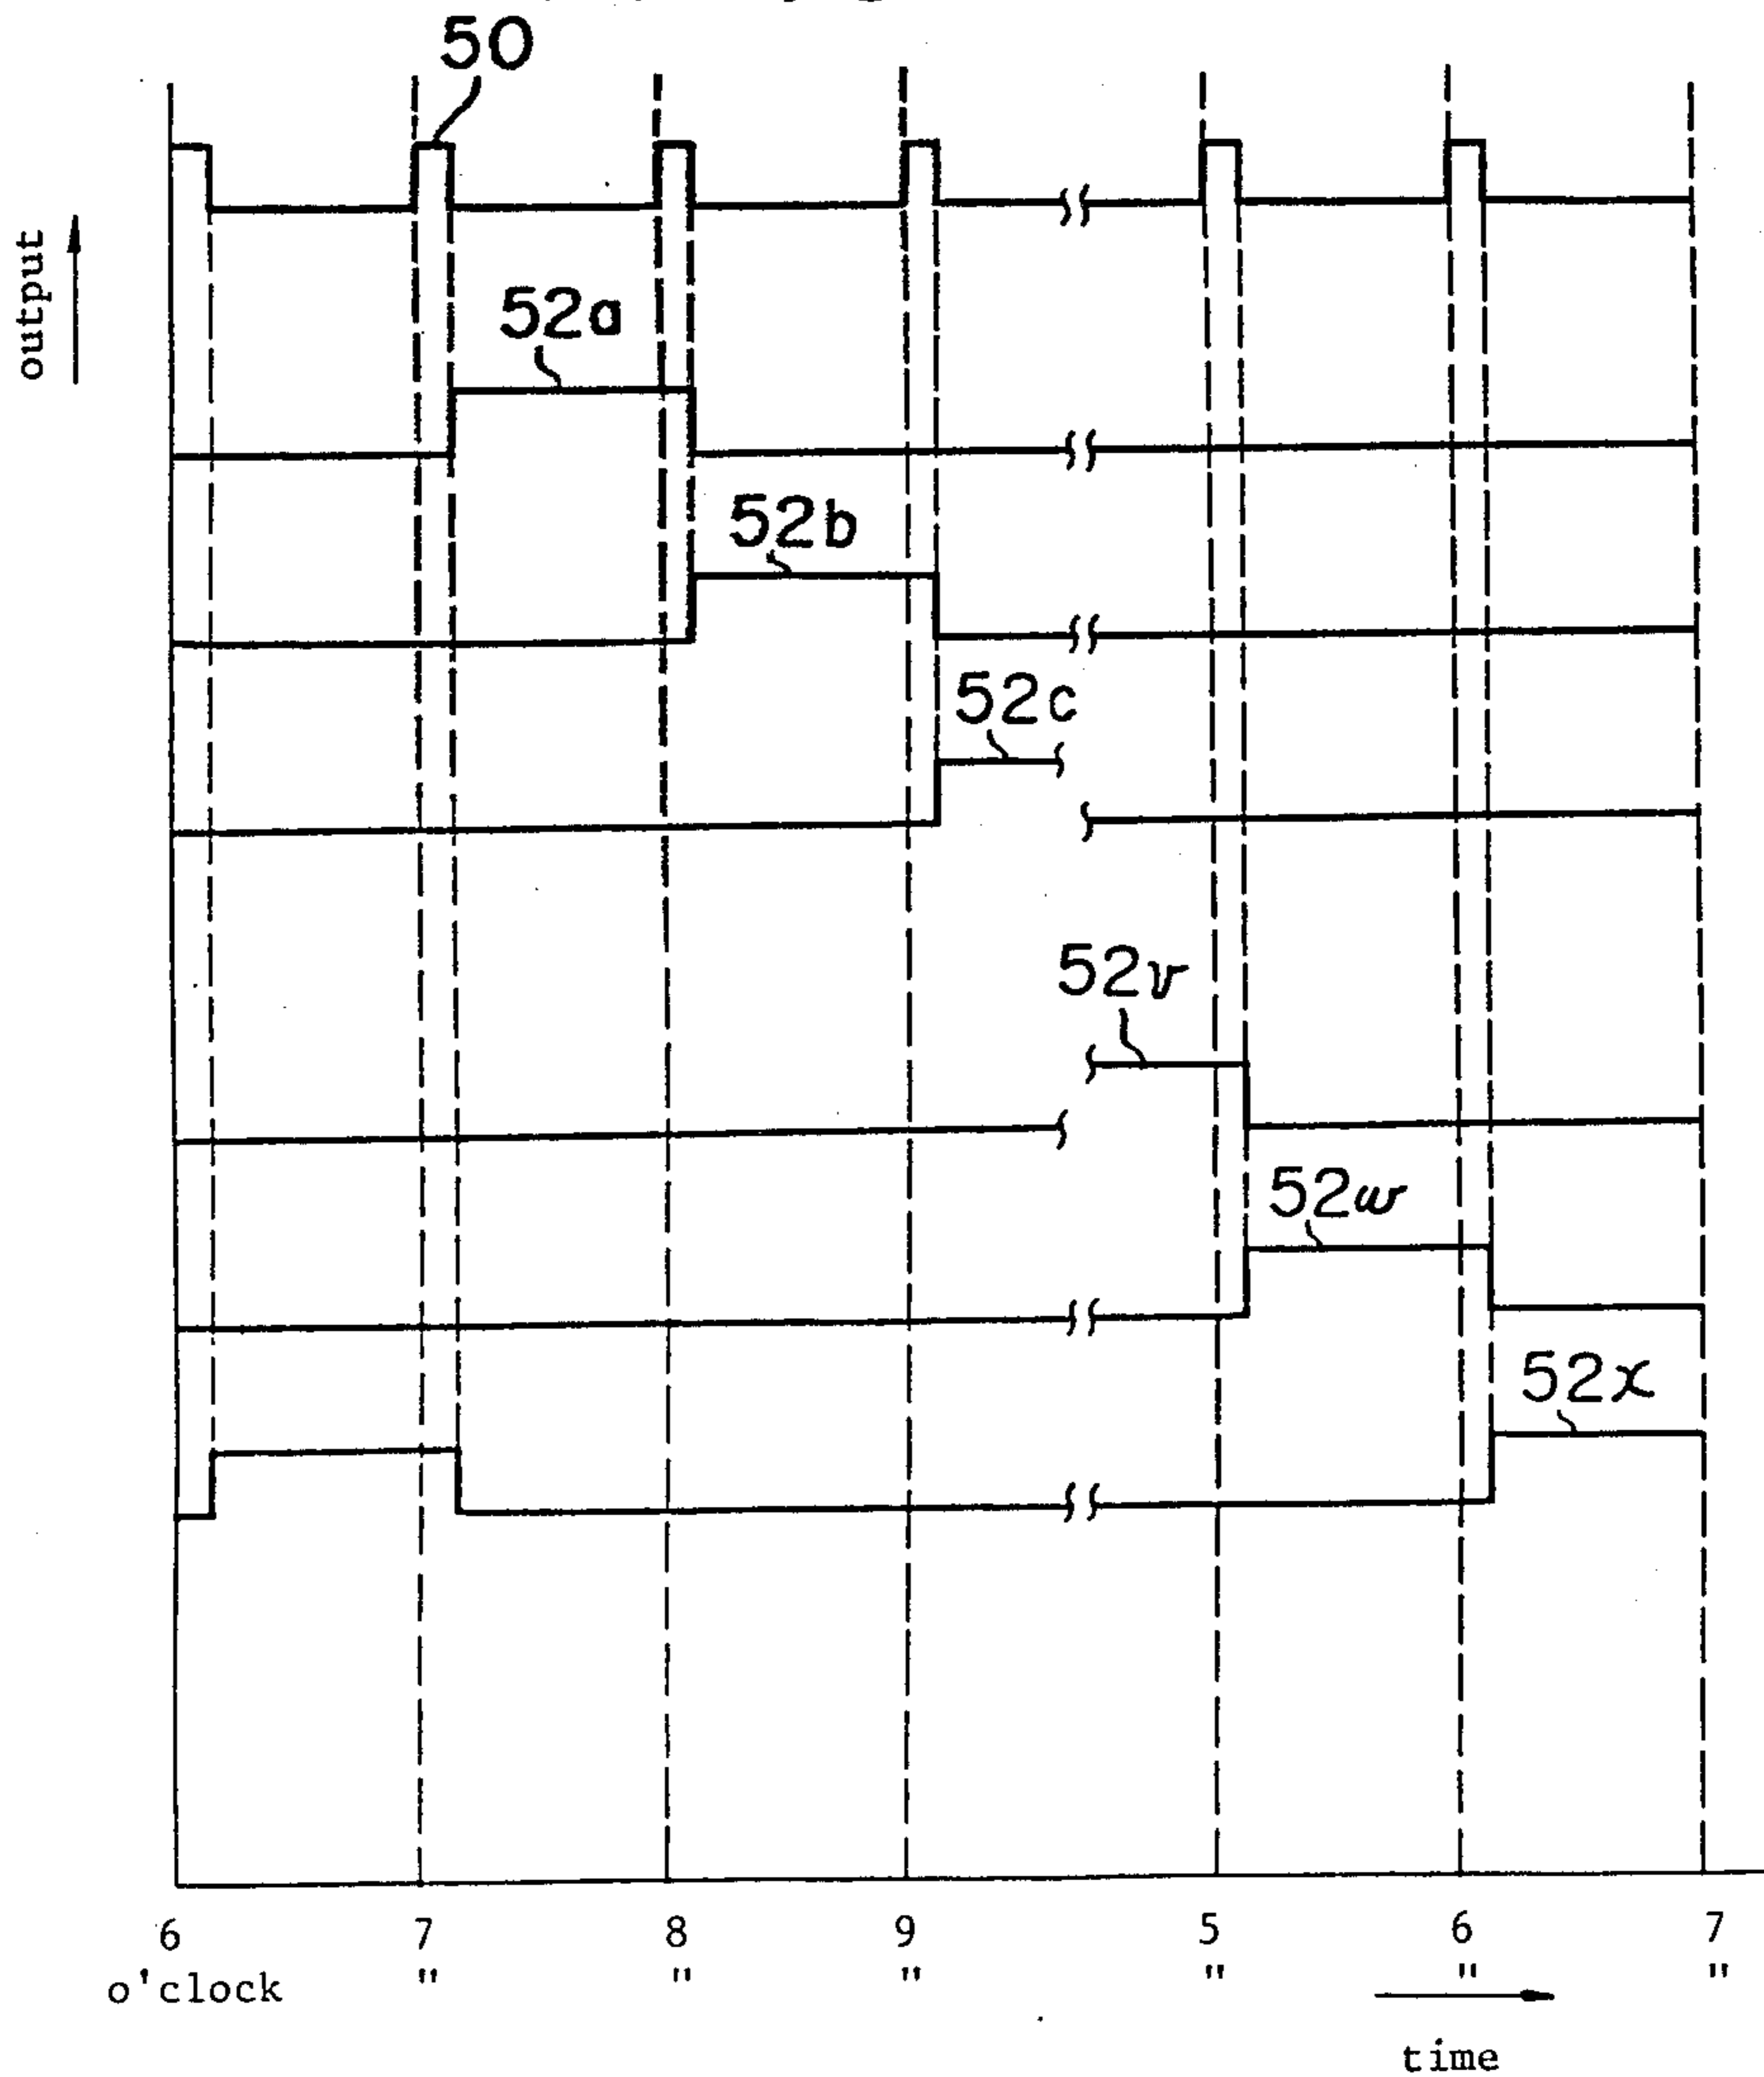 50
output
52a
52b
52c
52v
52w
52x
6 7 8 9 5 6 7
o'clock " " " " " "
time